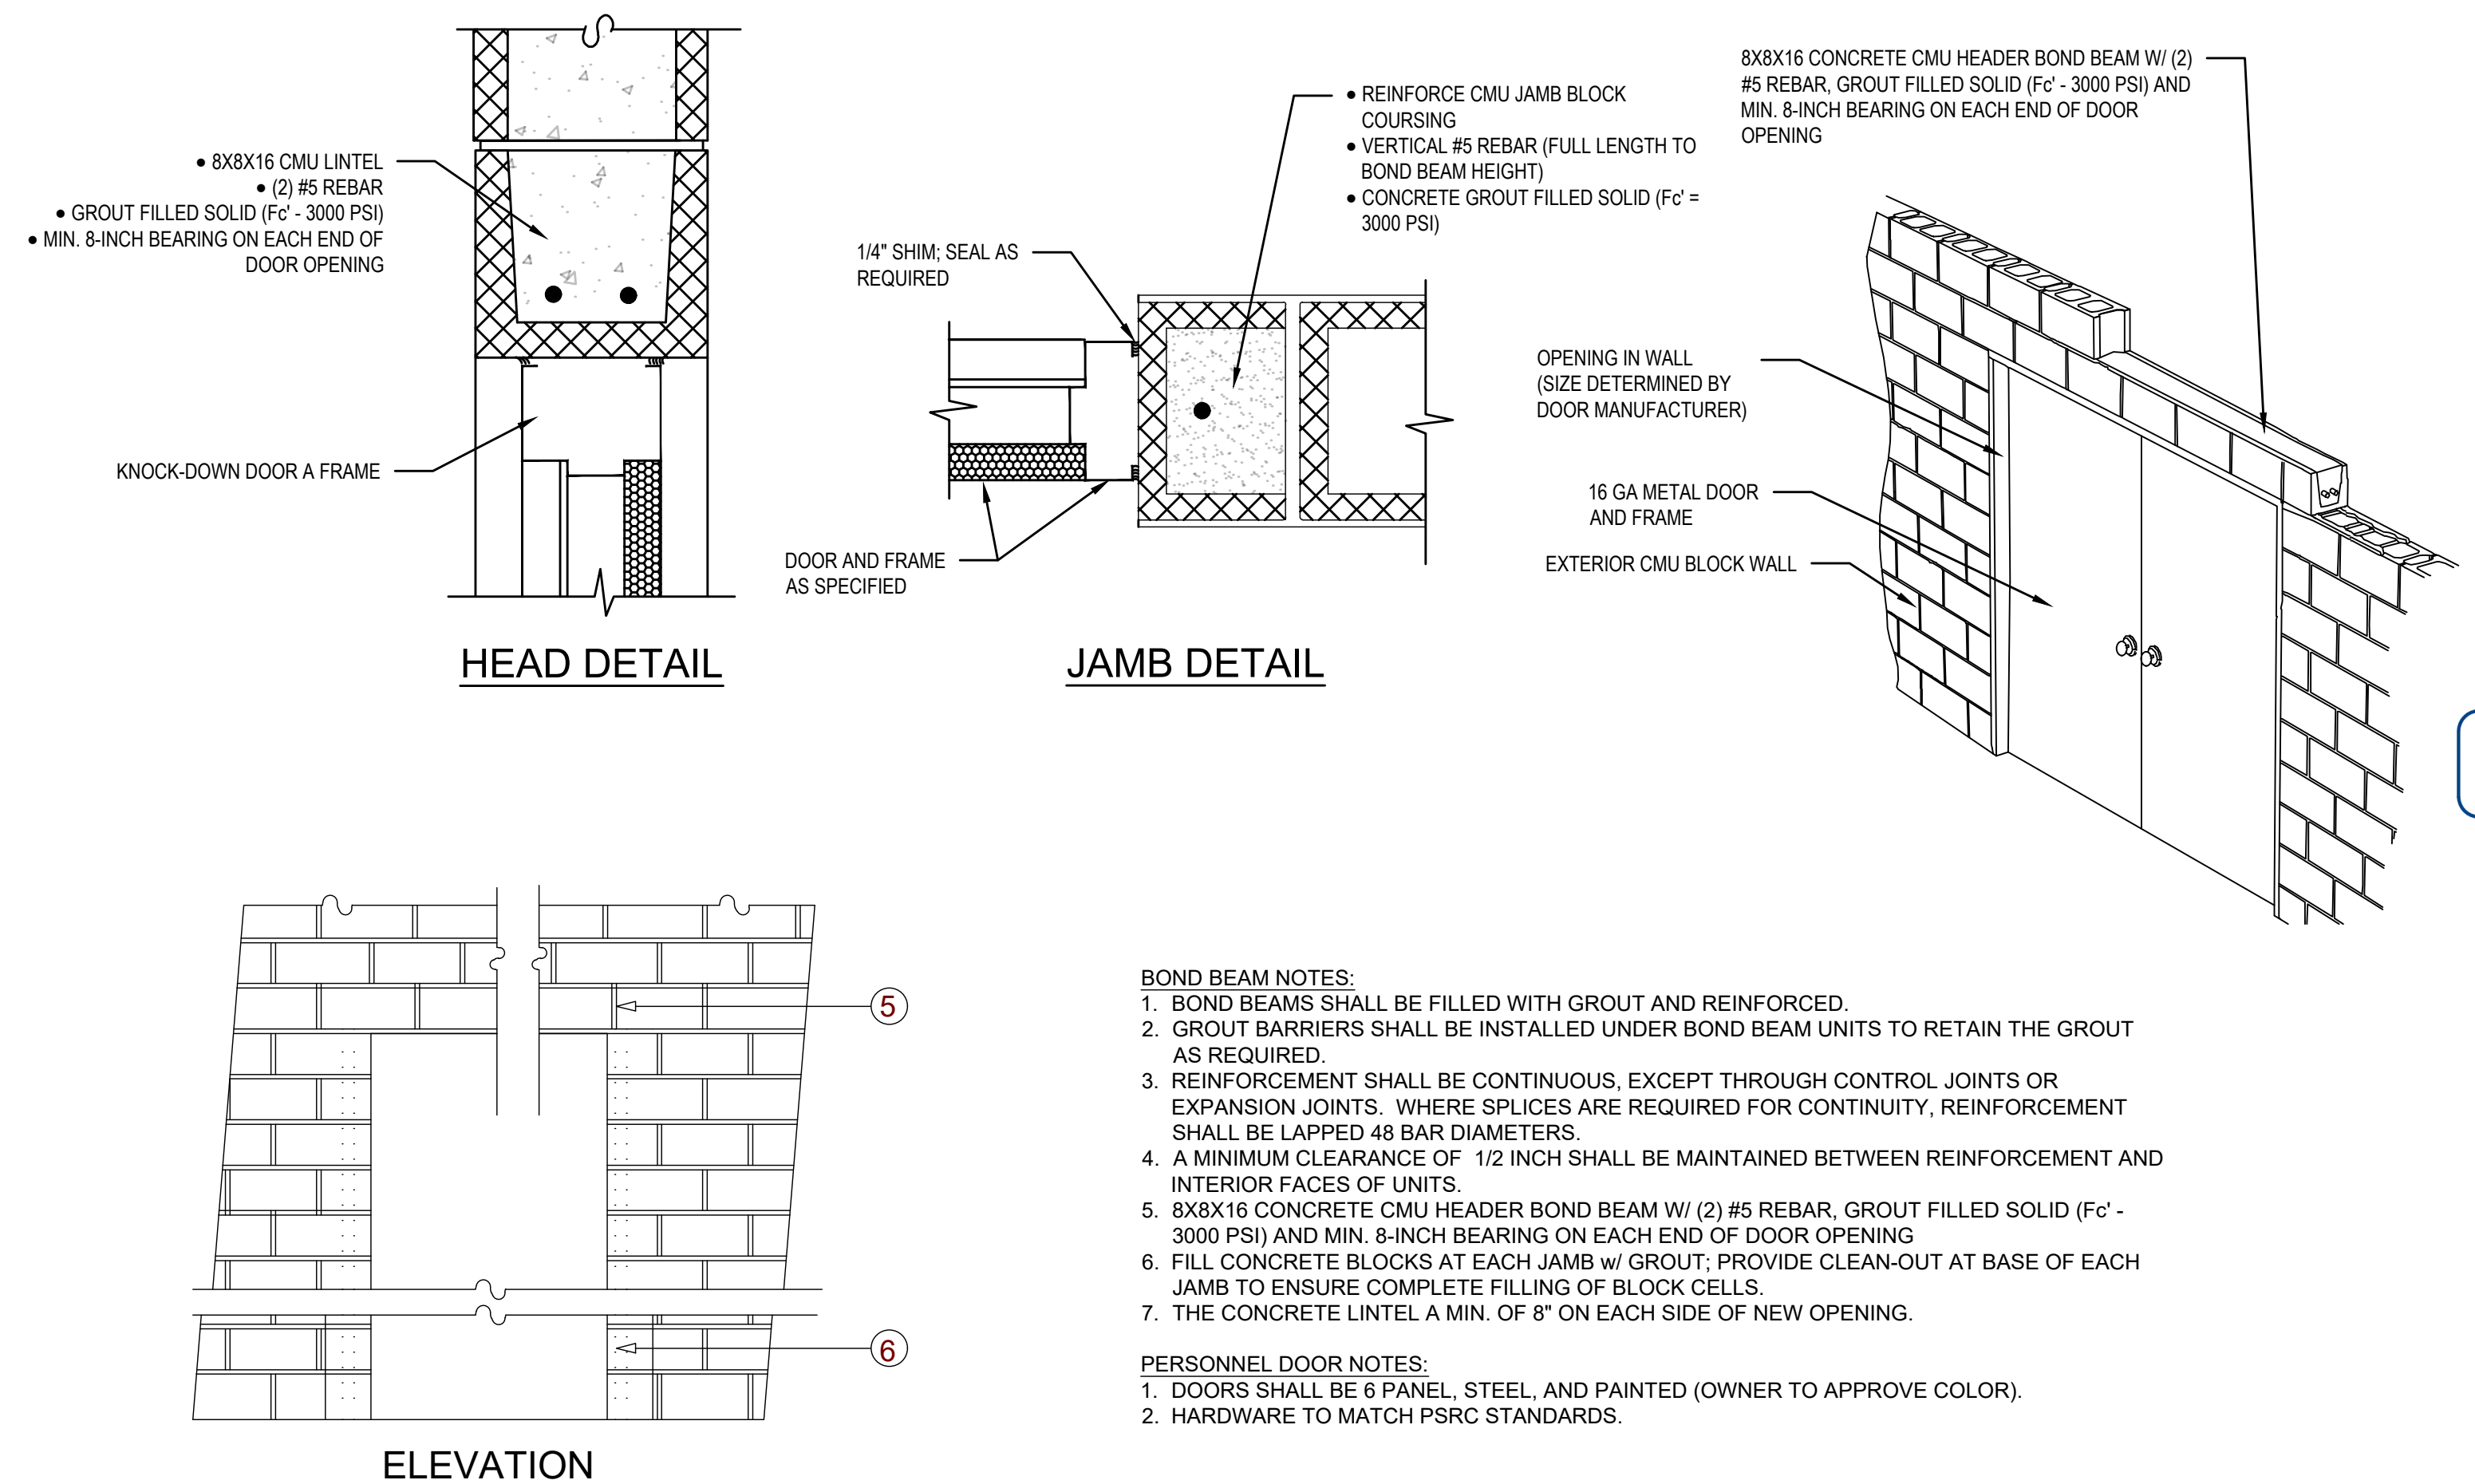 • 8X8X16 CMU LINTEL
• (2) #5 REBAR
• GROUT FILLED SOLID (Fc' - 3000 PSI)
• MIN. 8-INCH BEARING ON EACH END OF
DOOR OPENING
KNOCK-DOWN DOOR A FRAME
HEAD DETAIL
• REINFORCE CMU JAMB BLOCK
COURSING
• VERTICAL #5 REBAR (FULL LENGTH TO
BOND BEAM HEIGHT)
• CONCRETE GROUT FILLED SOLID (Fc' =
3000 PSI)
1/4" SHIM; SEAL AS
REQUIRED
DOOR AND FRAME
AS SPECIFIED
JAMB DETAIL
8X8X16 CONCRETE CMU HEADER BOND BEAM W/ (2)
#5 REBAR, GROUT FILLED SOLID (Fc' - 3000 PSI) AND
MIN. 8-INCH BEARING ON EACH END OF DOOR
OPENING
OPENING IN WALL
(SIZE DETERMINED BY
DOOR MANUFACTURER)
16 GA METAL DOOR
AND FRAME
EXTERIOR CMU BLOCK WALL
5
6
ELEVATION
BOND BEAM NOTES:
1. BOND BEAMS SHALL BE FILLED WITH GROUT AND REINFORCED.
2. GROUT BARRIERS SHALL BE INSTALLED UNDER BOND BEAM UNITS TO RETAIN THE GROUT
AS REQUIRED.
3. REINFORCEMENT SHALL BE CONTINUOUS, EXCEPT THROUGH CONTROL JOINTS OR
EXPANSION JOINTS. WHERE SPLICES ARE REQUIRED FOR CONTINUITY, REINFORCEMENT
SHALL BE LAPPED 48 BAR DIAMETERS.
4. A MINIMUM CLEARANCE OF 1/2 INCH SHALL BE MAINTAINED BETWEEN REINFORCEMENT AND
INTERIOR FACES OF UNITS.
5. 8X8X16 CONCRETE CMU HEADER BOND BEAM W/ (2) #5 REBAR, GROUT FILLED SOLID (Fc' -
3000 PSI) AND MIN. 8-INCH BEARING ON EACH END OF DOOR OPENING
6. FILL CONCRETE BLOCKS AT EACH JAMB w/ GROUT; PROVIDE CLEAN-OUT AT BASE OF EACH
JAMB TO ENSURE COMPLETE FILLING OF BLOCK CELLS.
7. THE CONCRETE LINTEL A MIN. OF 8" ON EACH SIDE OF NEW OPENING.
PERSONNEL DOOR NOTES:
1. DOORS SHALL BE 6 PANEL, STEEL, AND PAINTED (OWNER TO APPROVE COLOR).
2. HARDWARE TO MATCH PSRC STANDARDS.